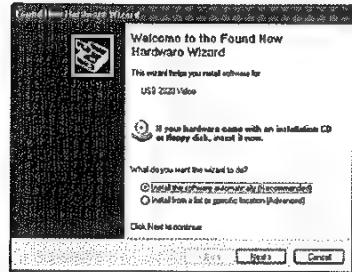 Found New Hardware Wizard
Welcome to the Found New
Hardware Wizard
This wizard helps you install software for:
USB 2820 Video
If your hardware came with an installation CD
or floppy disk, insert it now.
What do you want the wizard to do?
Install the software automatically (Recommended)
Install from a list or specific location (Advanced)
Click Next to continue
Next >
Cancel